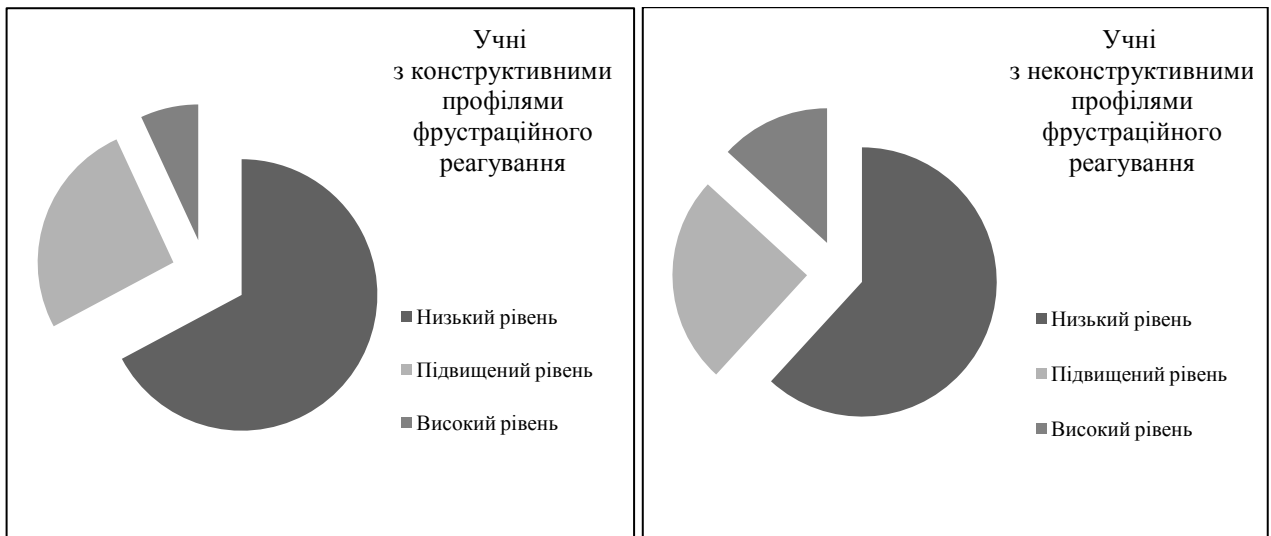 Учні
з конструктивними
профілями
фрустраційного
реагування
Низький рівень
Підвищений рівень
Високий рівень
Учні
з неконструктивними
профілями
фрустраційного
реагування
Низький рівень
Підвищений рівень
Високий рівень